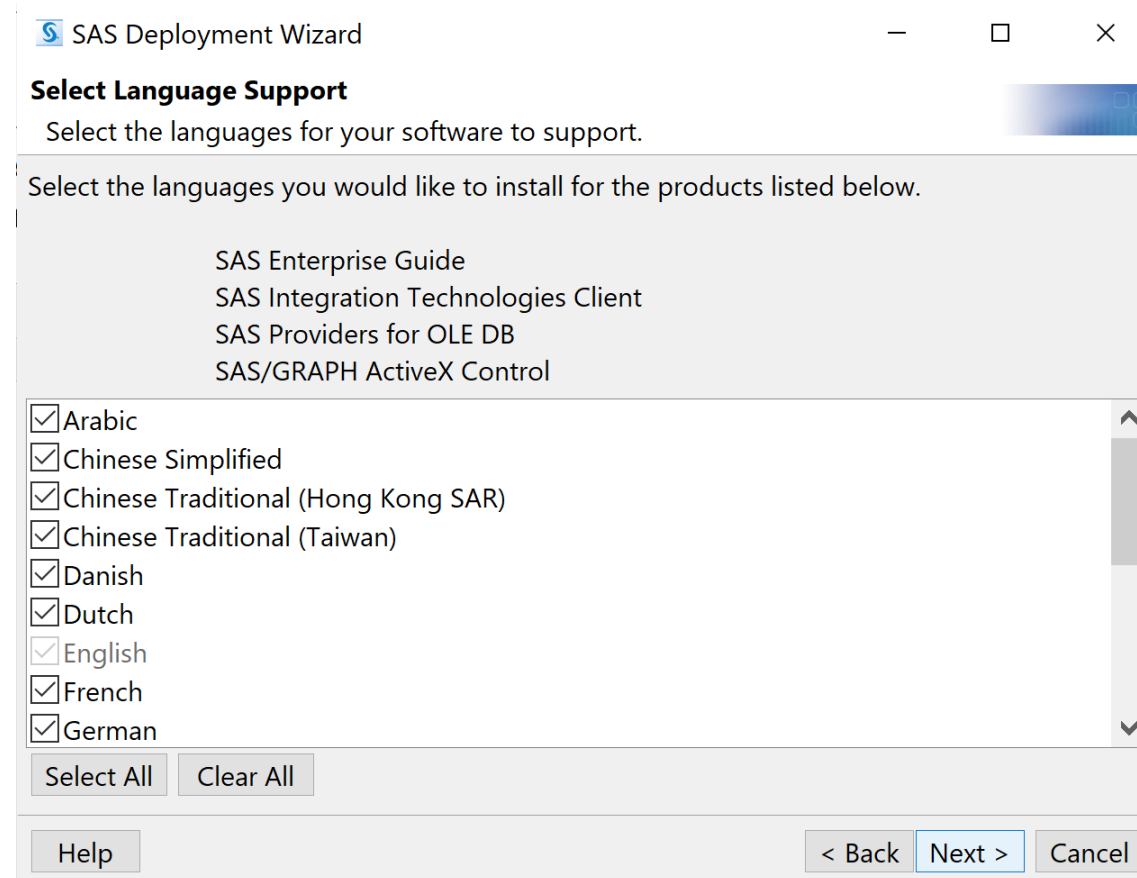 SAS Deployment Wizard
Select Language Support
Select the languages for your software to support.
Select the languages you would like to install for the products listed below.
SAS Enterprise Guide
SAS Integration Technologies Client
SAS Providers for OLE DB
SAS/GRAPH ActiveX Control
Arabic
Chinese Simplified
Chinese Traditional (Hong Kong SAR)
Chinese Traditional (Taiwan)
Danish
Dutch
English
French
German
Select All Clear All
Help < Back Next > Cancel